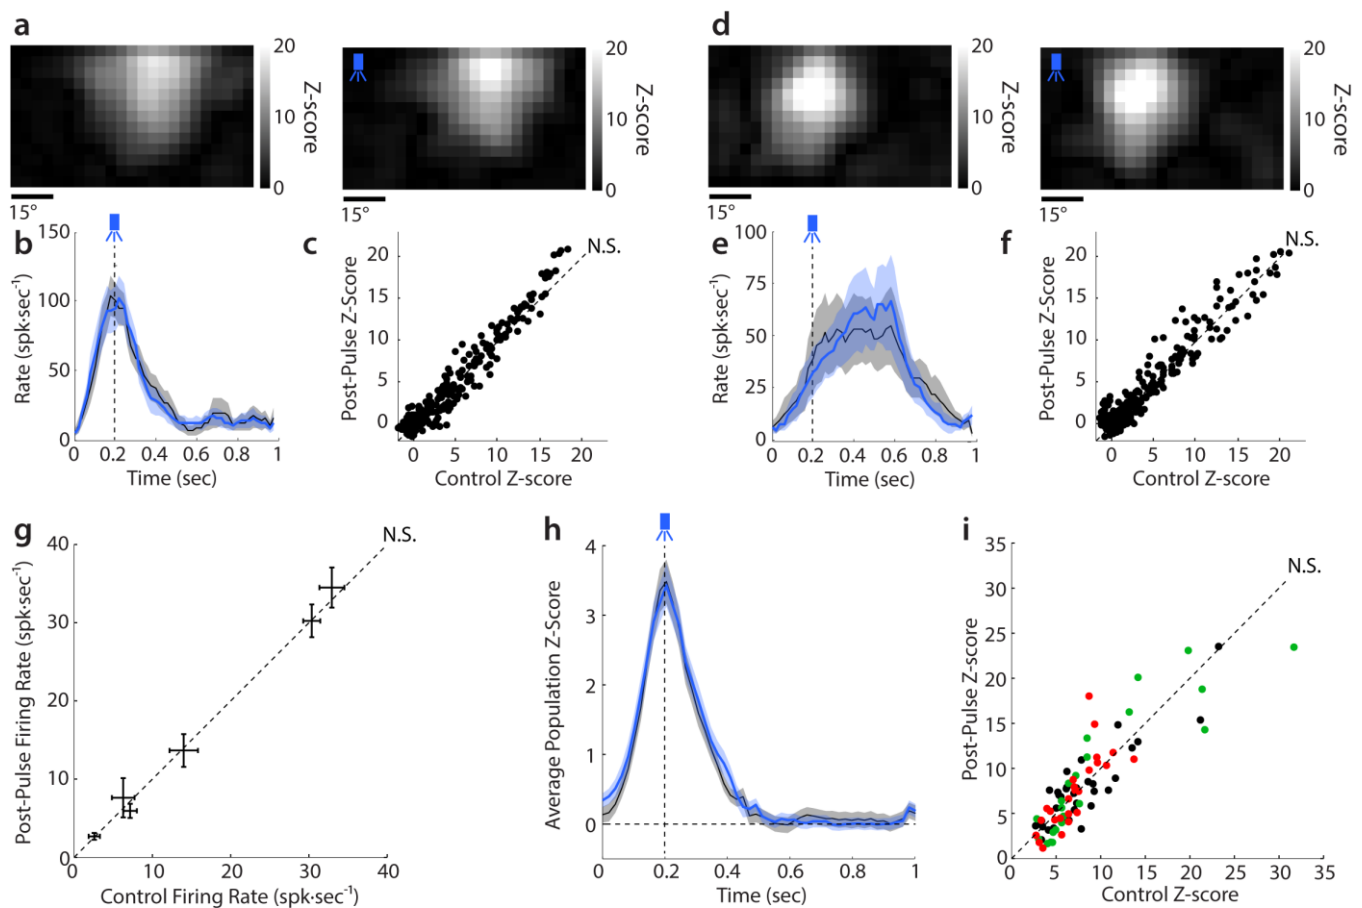 a
20
10
0
Z-score
15°
20
10
0
Z-score
d
20
10
0
Z-score
15°
20
10
0
Z-score
15°
b
150
100
50
0
Rate (spk·sec⁻¹)
0 0.2 0.4 0.6 0.8 1
Time (sec)
c
N.S.
20
15
10
5
0
Post-Pulse Z-Score
0 5 10 15 20
Control Z-score
e
100
75
50
25
0
Rate (spk·sec⁻¹)
0 0.2 0.4 0.6 0.8 1
Time (sec)
f
N.S.
20
15
10
5
0
Post-Pulse Z-Score
0 5 10 15 20
Control Z-score
g
N.S.
40
30
20
10
0
Post-Pulse Firing Rate (spk·sec⁻¹)
0 10 20 30 40
Control Firing Rate (spk·sec⁻¹)
h
4
3
2
1
0
Average Population Z-Score
0 0.2 0.4 0.6 0.8 1
Time (sec)
i
N.S.
35
30
25
20
15
10
5
0
Post-Pulse Z-score
0 5 10 15 20 25 30 35
Control Z-score